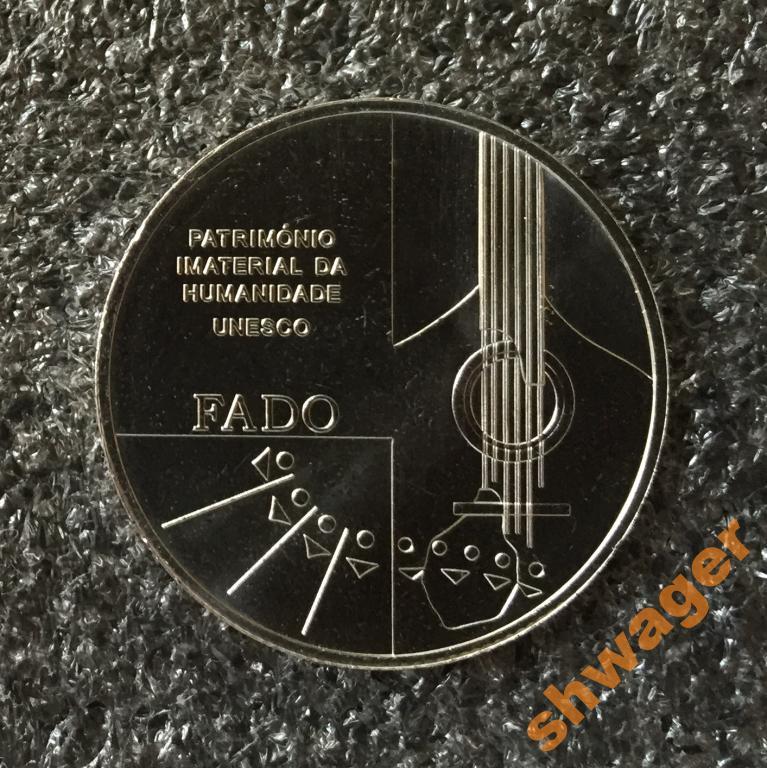 PATRIMÓNIO
IMATERIAL DA
HUMANIDADE
UNESCO
FADO
shwager